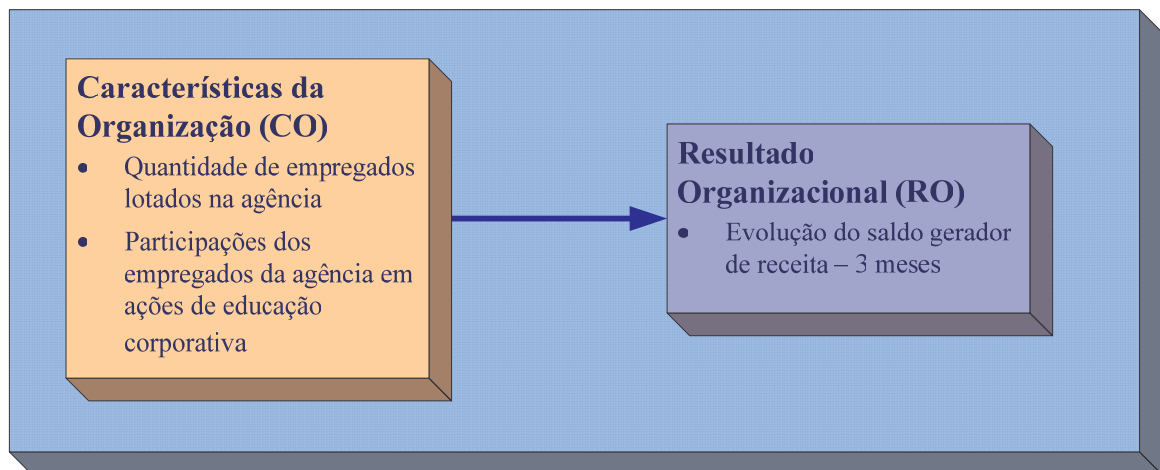 Características da
Organização (CO)
• Quantidade de empregados
lotados na agência
• Participações dos
empregados da agência em
ações de educação
corporativa
Resultado
Organizacional (RO)
• Evolução do saldo gerador
de receita – 3 meses